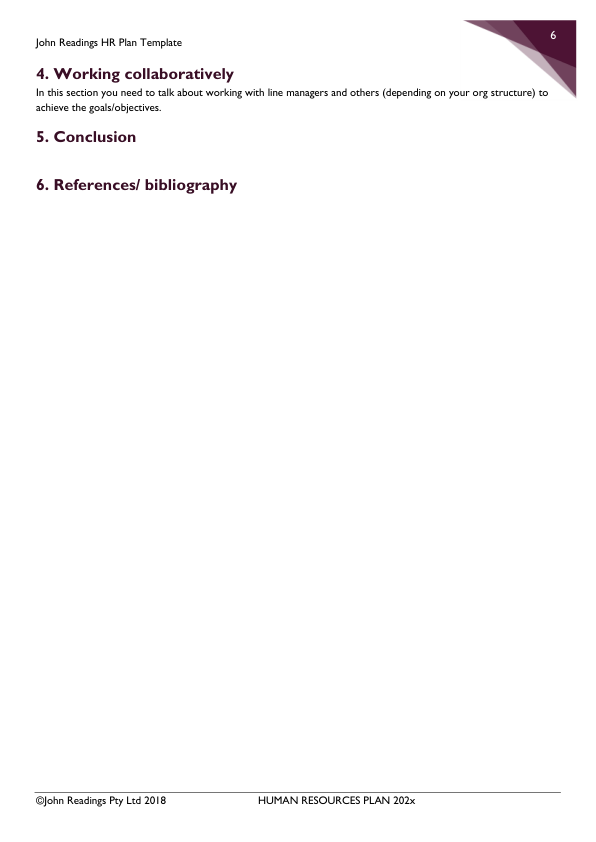 6
John Readings HR Plan Template
4. Working collaboratively
In this section you need to talk about working with line managers and others (depending on your org structure) to
achieve the goals/objectives.
5. Conclusion
6. References/ bibliography
©John Readings Pty Ltd 2018 HUMAN RESOURCES PLAN 202x